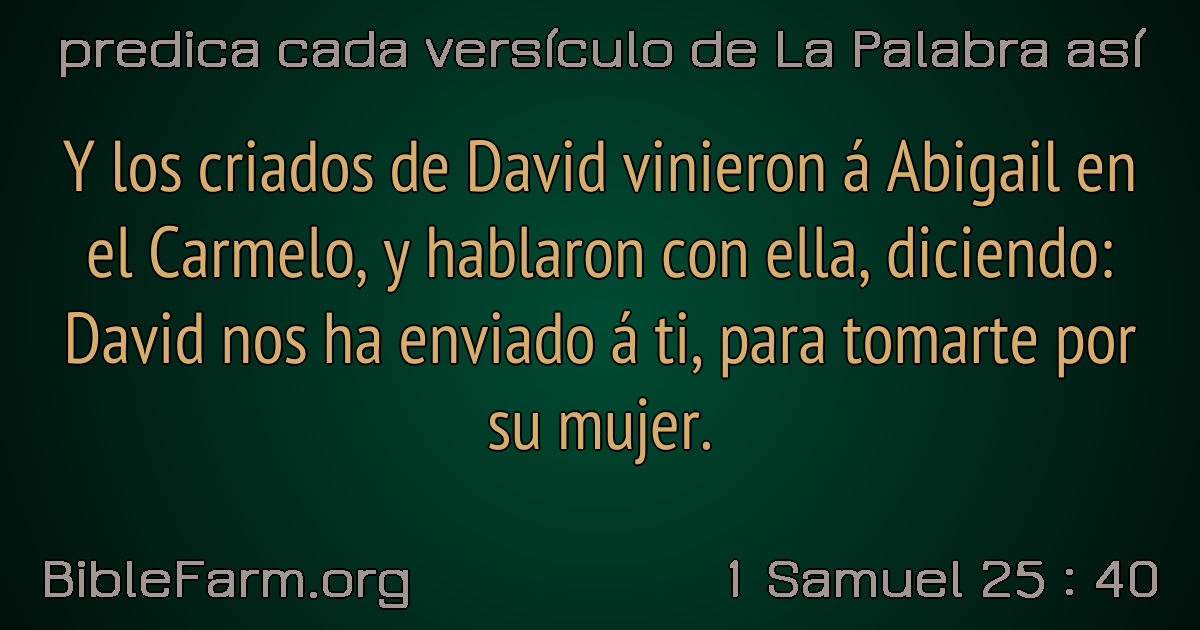 predica cada versículo de La Palabra así
Y los criados de David vinieron á Abigail en
el Carmelo, y hablaron con ella, diciendo:
David nos ha enviado á ti, para tomarte por
su mujer.
BibleFarm.org
1 Samuel 25 : 40